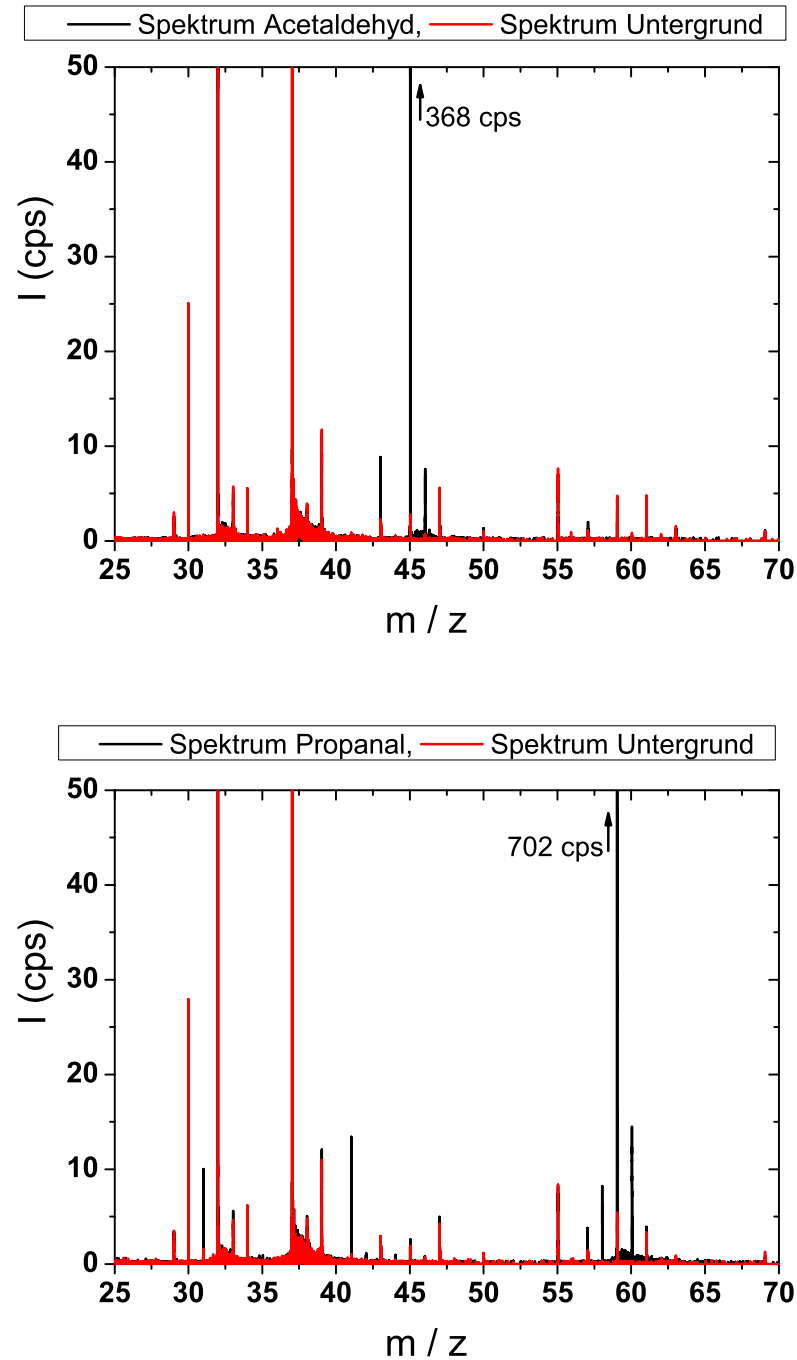 Spektrum Acetaldehyd, Spektrum Untergrund
50
368 cps
40
30
I (cps)
20
10
0
25 30 35 40 45 50 55 60 65 70
m / z
Spektrum Propanal, Spektrum Untergrund
50
702 cps
40
30
I (cps)
20
10
0
25 30 35 40 45 50 55 60 65 70
m / z